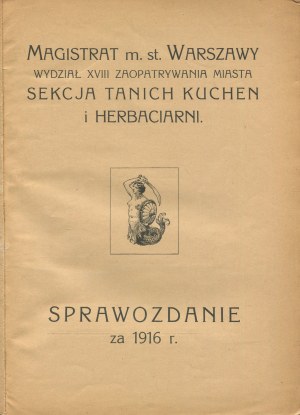 MAGISTRAT m. st. WARSZAWY
WYDZIAŁ XVIII ZAOPATRYWANIA MIASTA
SEKCJA TANICH KUCHEN
i HERBACIARNI.
SPRAWOZDANIE
za 1916 r.